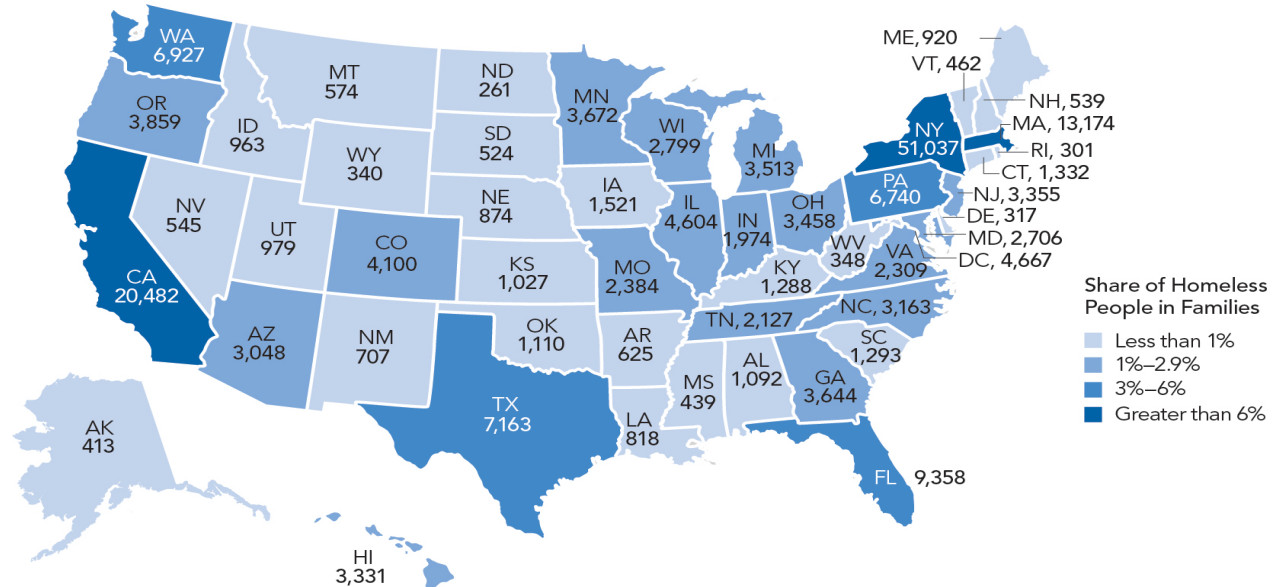 WA
6,927
MT
574
ND
261
MN
3,672
ME, 920
VT, 462
NH, 539
MA, 13,174
RI, 301
CT, 1,332
NJ, 3,355
DE, 317
MD, 2,706
DC, 4,667
OR
3,859
ID
963
WY
340
SD
524
WI
2,799
MI
3,513
NY
51,037
PA
6,740
NV
545
UT
979
CO
4,100
NE
874
IA
1,521
IL
4,604
IN
1,974
OH
3,458
WV
348
VA
2,309
CA
20,482
KS
1,027
MO
2,384
KY
1,288
NC, 3,163
TN, 2,127
AZ
3,048
NM
707
OK
1,110
AR
625
SC
1,293
MS
439
AL
1,092
GA
3,644
TX
7,163
LA
818
FL
9,358
AK
413
HI
3,331
Share of Homeless
People in Families
Less than 1%
1%–2.9%
3%–6%
Greater than 6%